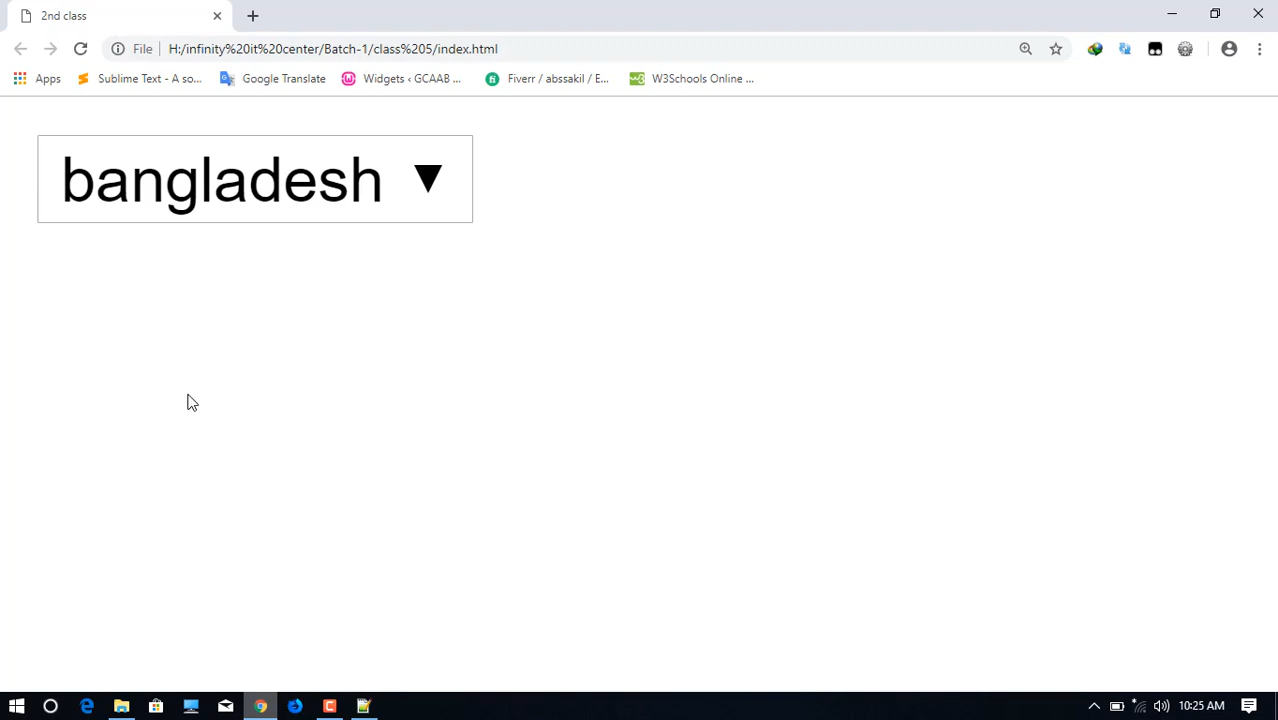 2nd class
File H:/infinity%20it%20center/Batch-1/class%205/index.html
Apps Sublime Text - A so... Google Translate Widgets ‹ GCAAB ... Fiverr / abssakil / E... W3Schools Online ...
bangladesh
10:25 AM